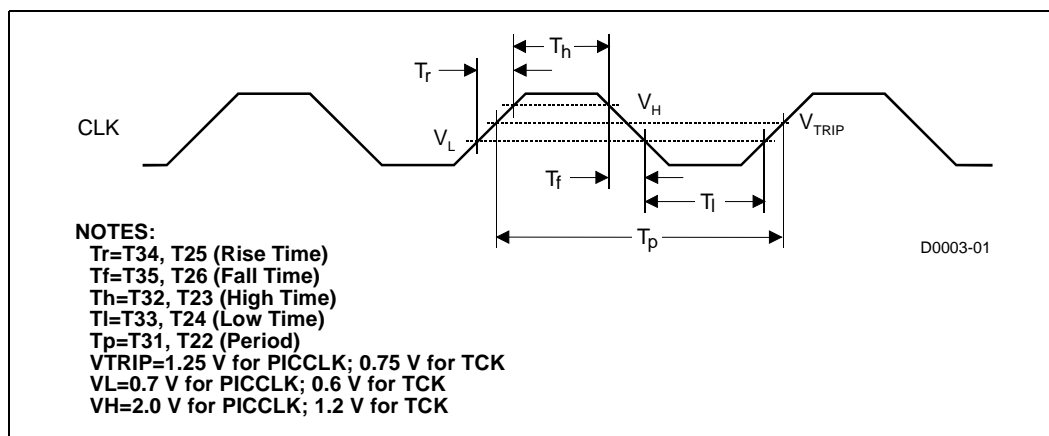 Th
Tr
VH
CLK
VTRIP
VL
Tf
Tl
Tp
NOTES:
D0003-01
Tr=T34, T25 (Rise Time)
Tf=T35, T26 (Fall Time)
Th=T32, T23 (High Time)
Tl=T33, T24 (Low Time)
Tp=T31, T22 (Period)
VTRIP=1.25 V for PICCLK; 0.75 V for TCK
VL=0.7 V for PICCLK; 0.6 V for TCK
VH=2.0 V for PICCLK; 1.2 V for TCK